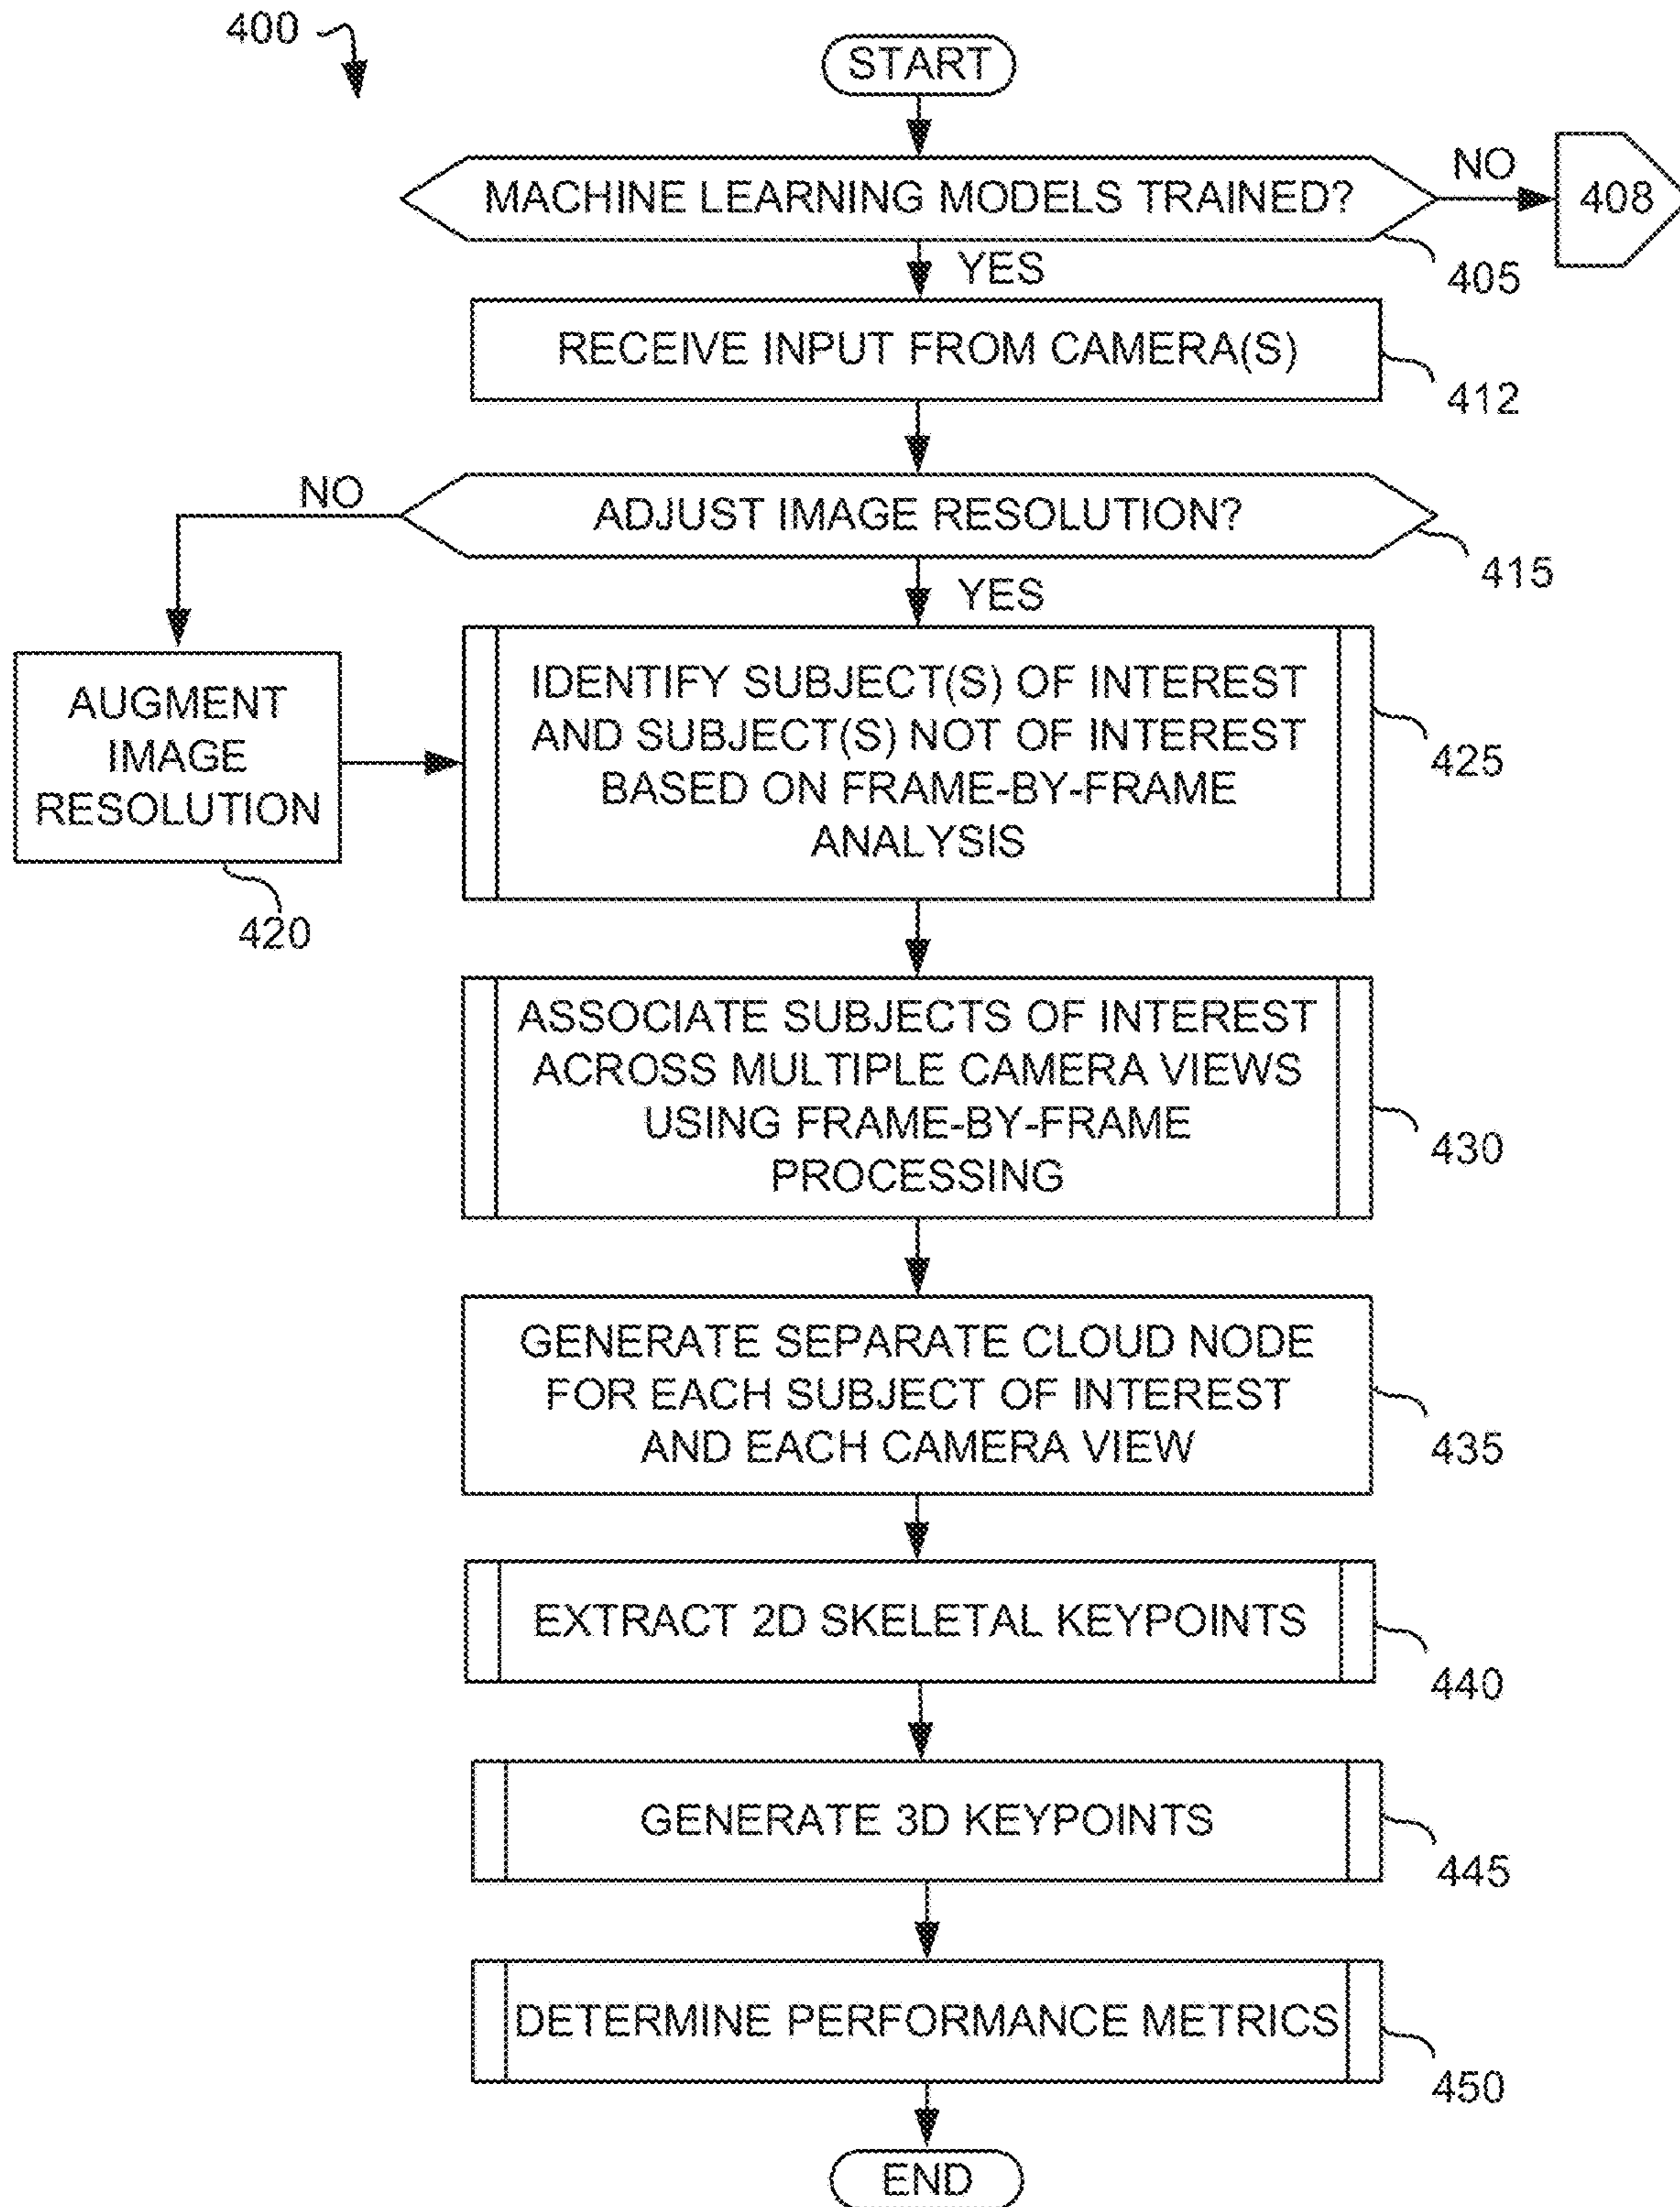 400
START
MACHINE LEARNING MODELS TRAINED?
NO
408
405
YES
RECEIVE INPUT FROM CAMERA(S)
412
NO
ADJUST IMAGE RESOLUTION?
415
YES
AUGMENT
IMAGE
RESOLUTION
420
IDENTIFY SUBJECT(S) OF INTEREST
AND SUBJECT(S) NOT OF INTEREST
BASED ON FRAME-BY-FRAME
ANALYSIS
425
ASSOCIATE SUBJECTS OF INTEREST
ACROSS MULTIPLE CAMERA VIEWS
USING FRAME-BY-FRAME
PROCESSING
430
GENERATE SEPARATE CLOUD NODE
FOR EACH SUBJECT OF INTEREST
AND EACH CAMERA VIEW
435
EXTRACT 2D SKELETAL KEYPOINTS
440
GENERATE 3D KEYPOINTS
445
DETERMINE PERFORMANCE METRICS
450
END